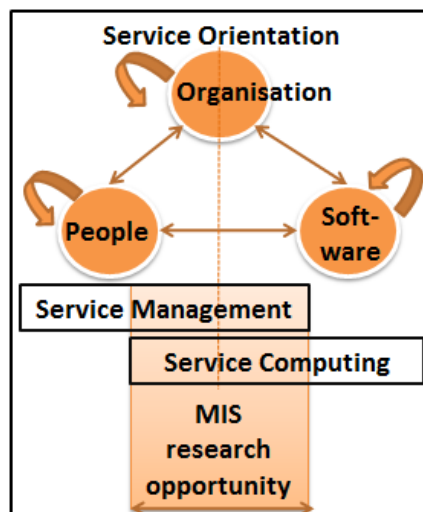 Service Orientation
Organisation
People
Soft-
ware
Service Management
Service Computing
MIS
research
opportunity